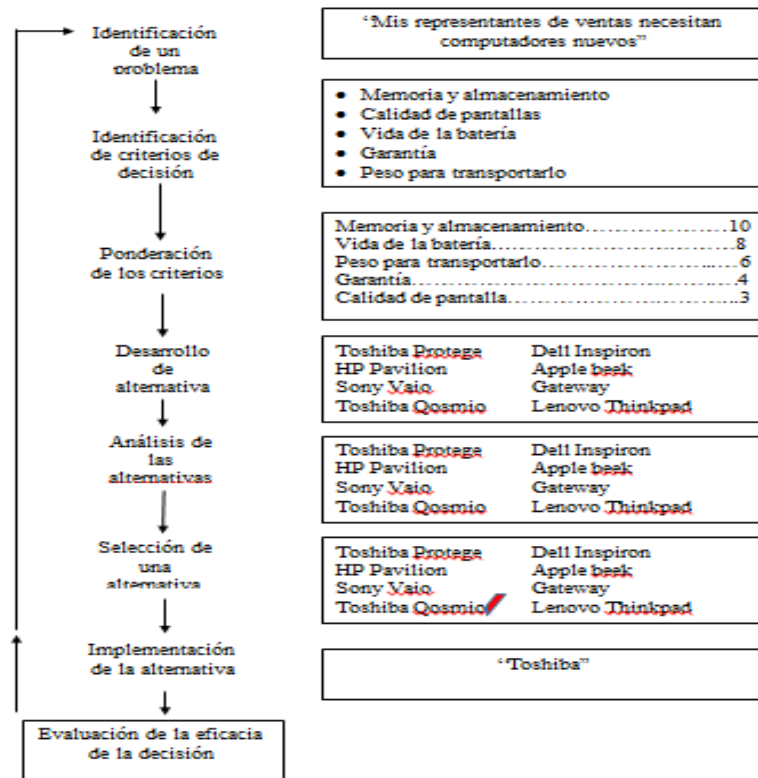 Identificación
de un
problema
“Mis representantes de ventas necesitan
computadores nuevos”
Identificación
de criterios de
decisión
• Memoria y almacenamiento
• Calidad de pantallas
• Vida de la batería
• Garantía
• Peso para transportarlo
Ponderación
de los criterios
Memoria y almacenamiento……………………10
Vida de la batería……………………………………8
Peso para transportarlo……………………......…6
Garantía……………………………………………..4
Calidad de pantalla…………………………………..3
Desarrollo
de
alternativa
Toshiba Protege Dell Inspiron
HP Pavilion Apple beek
Sony Vaio Gateway
Toshiba Qosmio Lenovo Thinkpad
Análisis de
las
alternativas
Toshiba Protege Dell Inspiron
HP Pavilion Apple beek
Sony Vaio Gateway
Toshiba Qosmio Lenovo Thinkpad
Selección de
una
alternativa
Toshiba Protege Dell Inspiron
HP Pavilion Apple beek
Sony Vaio Gateway
Toshiba Qosmio Lenovo Thinkpad
Implementación
de la alternativa
“Toshiba”
Evaluación de la eficacia
de la decisión